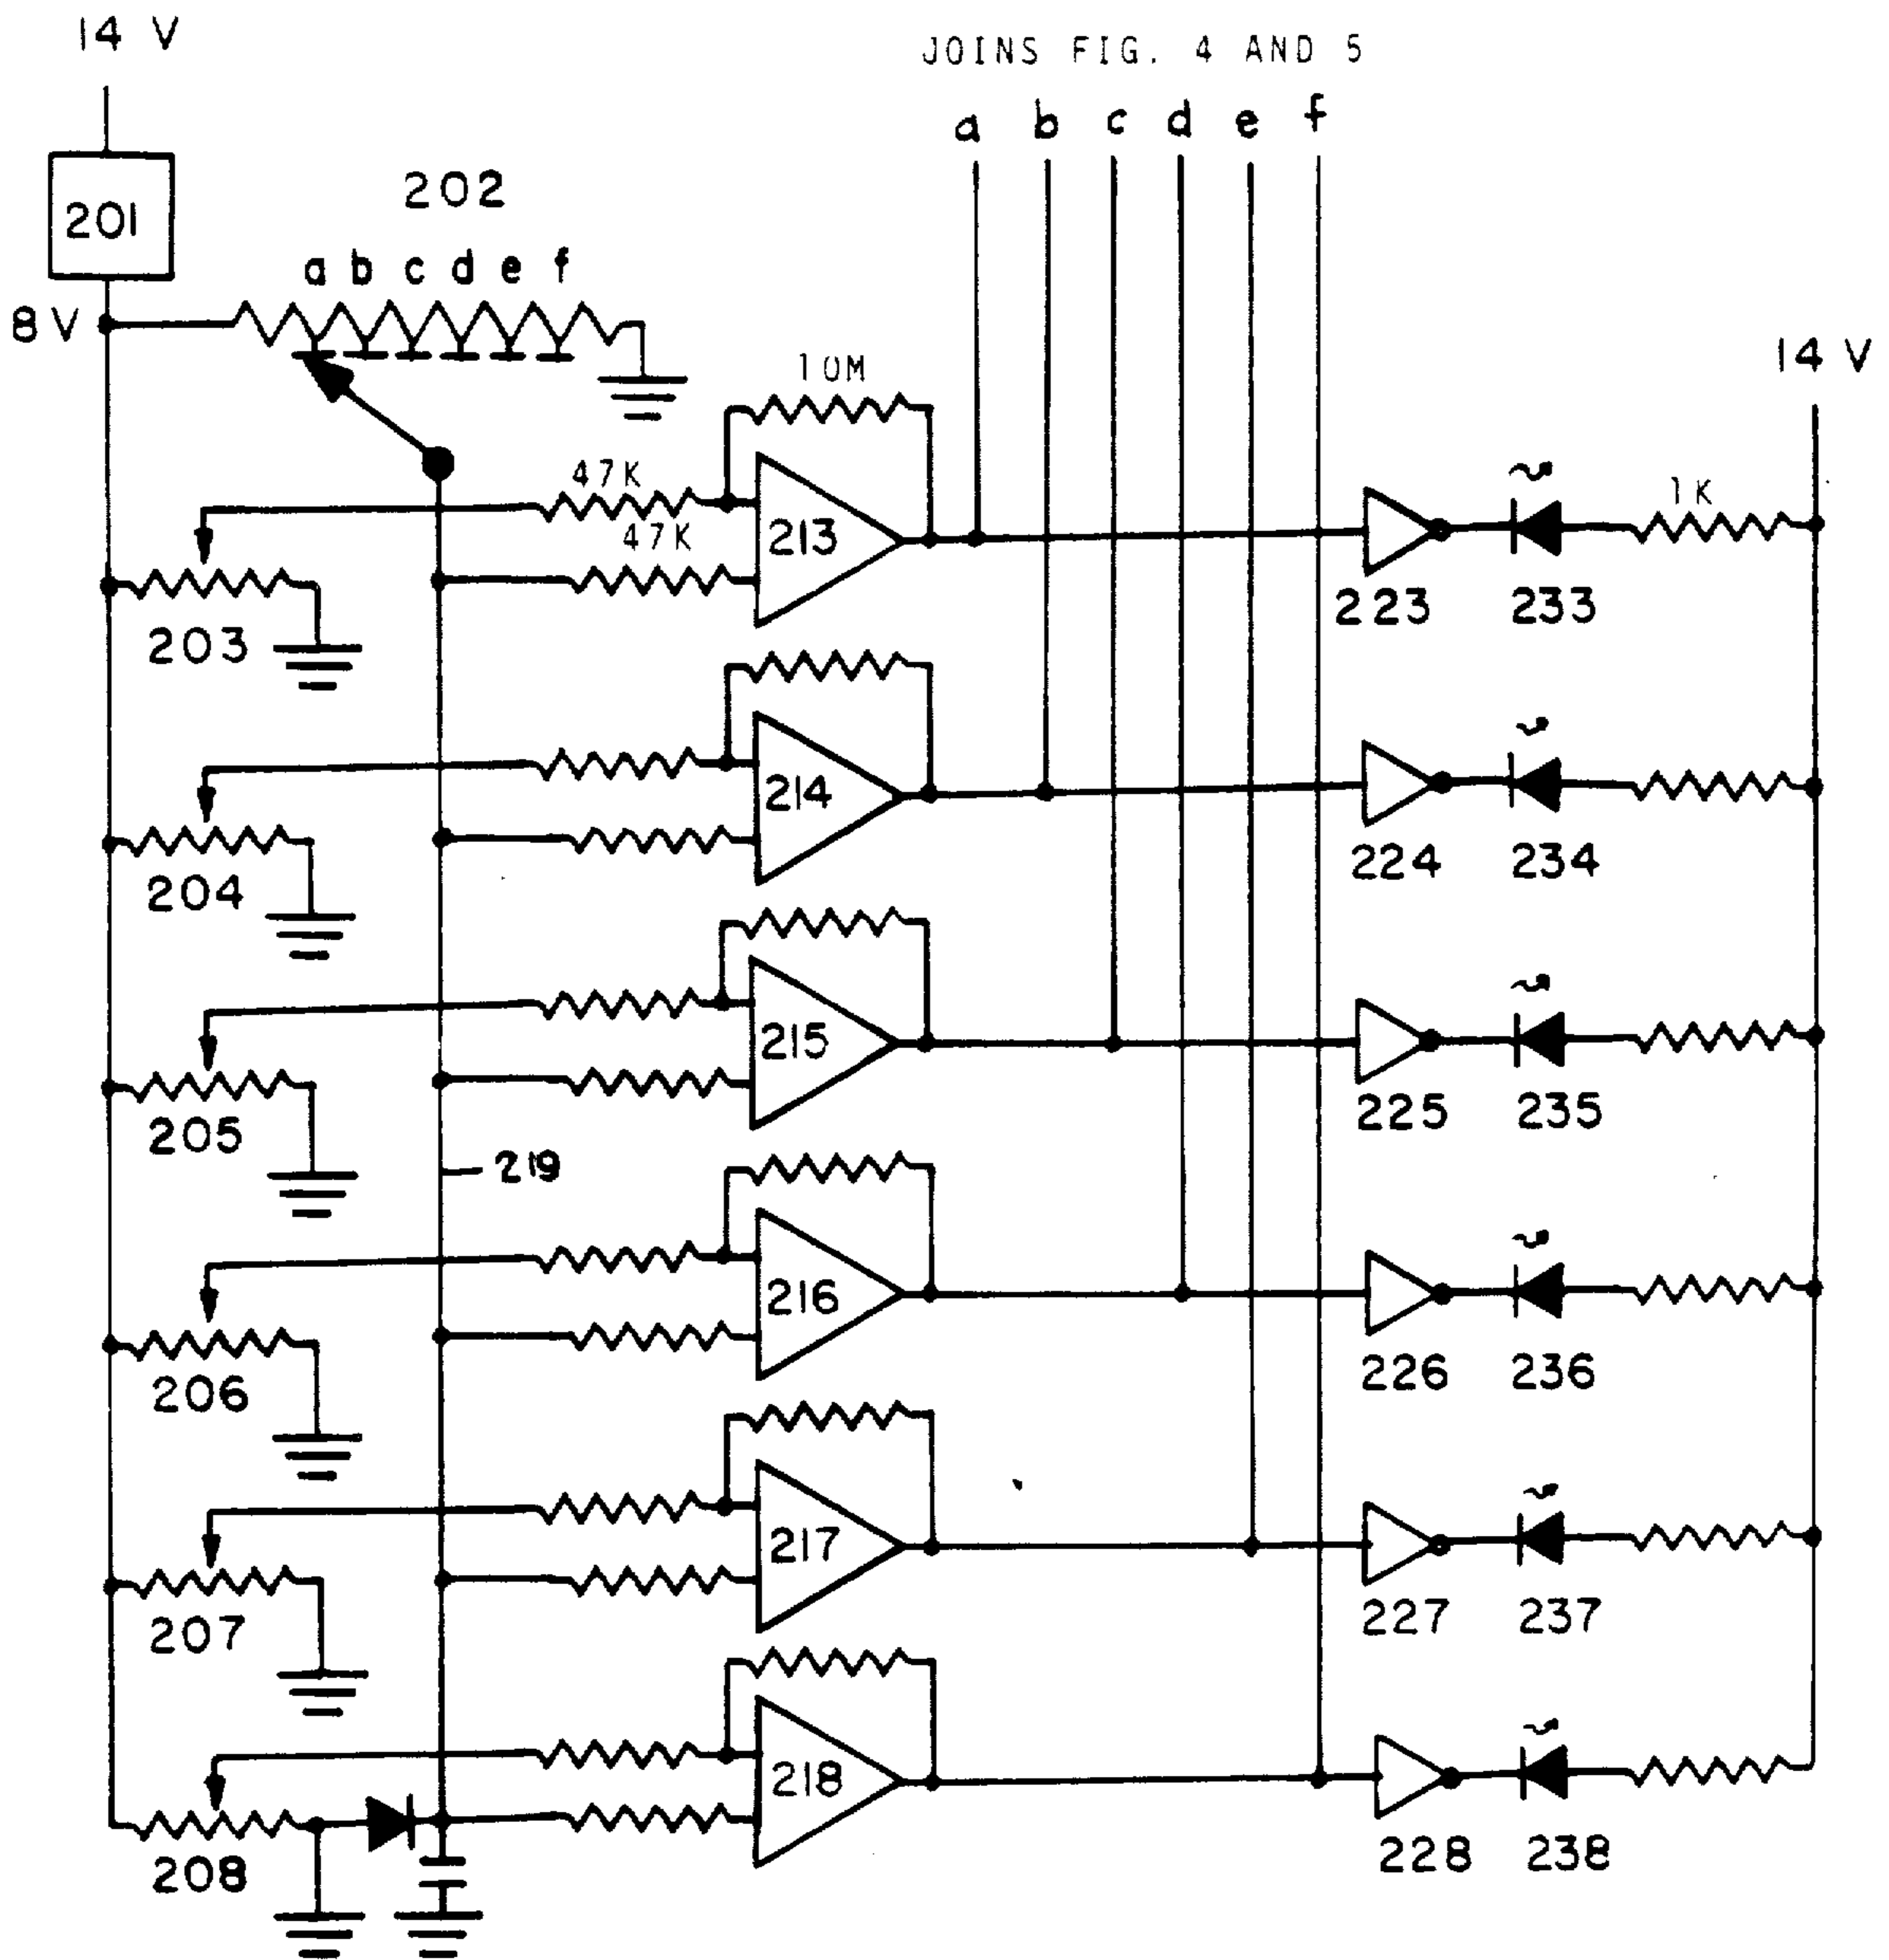 14 V
JOINS FIG. 4 AND 5
a b c d e f
201
202
a b c d e f
8 V
14 V
10M
47K
1K
47K
213
223
233
203
214
224
234
204
215
225
235
205
219
216
226
236
206
217
227
237
207
218
228
238
208